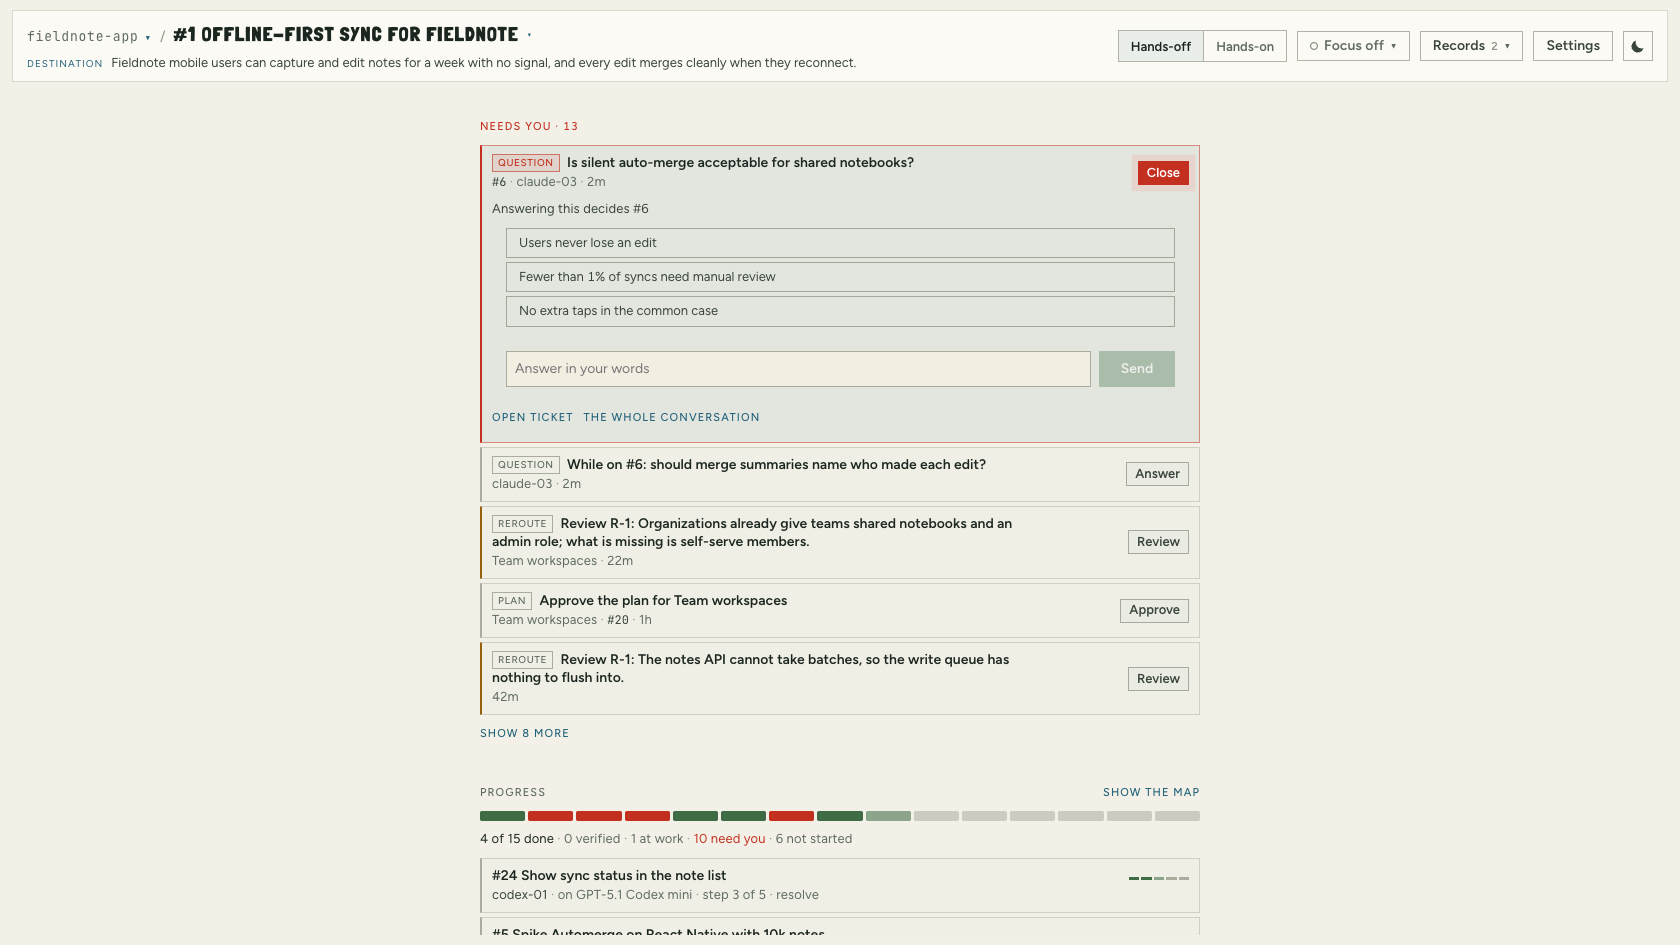 fieldnote-app ▾ / #1 OFFLINE-FIRST SYNC FOR FIELDNOTE ▾
DESTINATION Fieldnote mobile users can capture and edit notes for a week with no signal, and every edit merges cleanly when they reconnect.
Hands-off Hands-on Focus off ▾ Records 2 ▾ Settings
NEEDS YOU · 13
QUESTION Is silent auto-merge acceptable for shared notebooks?
#6 · claude-03 · 2m
Close
Answering this decides #6
Users never lose an edit
Fewer than 1% of syncs need manual review
No extra taps in the common case
Answer in your words Send
OPEN TICKET THE WHOLE CONVERSATION
QUESTION While on #6: should merge summaries name who made each edit?
claude-03 · 2m
Answer
REROUTE Review R-1: Organizations already give teams shared notebooks and an
admin role; what is missing is self-serve members.
Team workspaces · 22m
Review
PLAN Approve the plan for Team workspaces
Team workspaces · #20 · 1h
Approve
REROUTE Review R-1: The notes API cannot take batches, so the write queue has
nothing to flush into.
42m
Review
SHOW 8 MORE
PROGRESS SHOW THE MAP
4 of 15 done · 0 verified · 1 at work · 10 need you · 6 not started
#24 Show sync status in the note list
codex-01 · on GPT-5.1 Codex mini · step 3 of 5 · resolve
#5 Spike Automerge on React Native with 10k notes